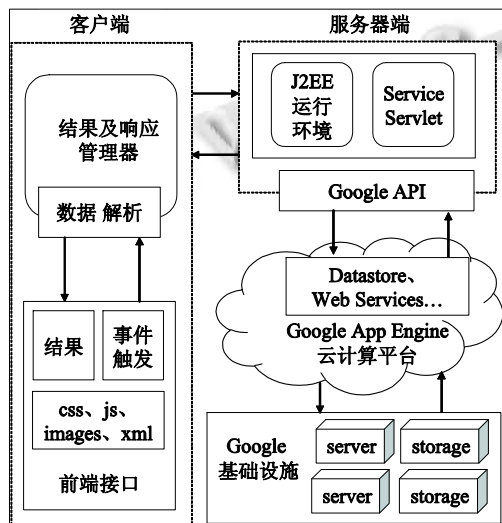 客户端
结果及响应
管理器
数据 解析
结果
事件
触发
css、js、
images、xml
前端接口
服务器端
J2EE
运行
环境
Service
Servlet
Google API
Datastore、
Web Services…
Google App Engine
云计算平台
Google
基础设施
server
storage
server
storage